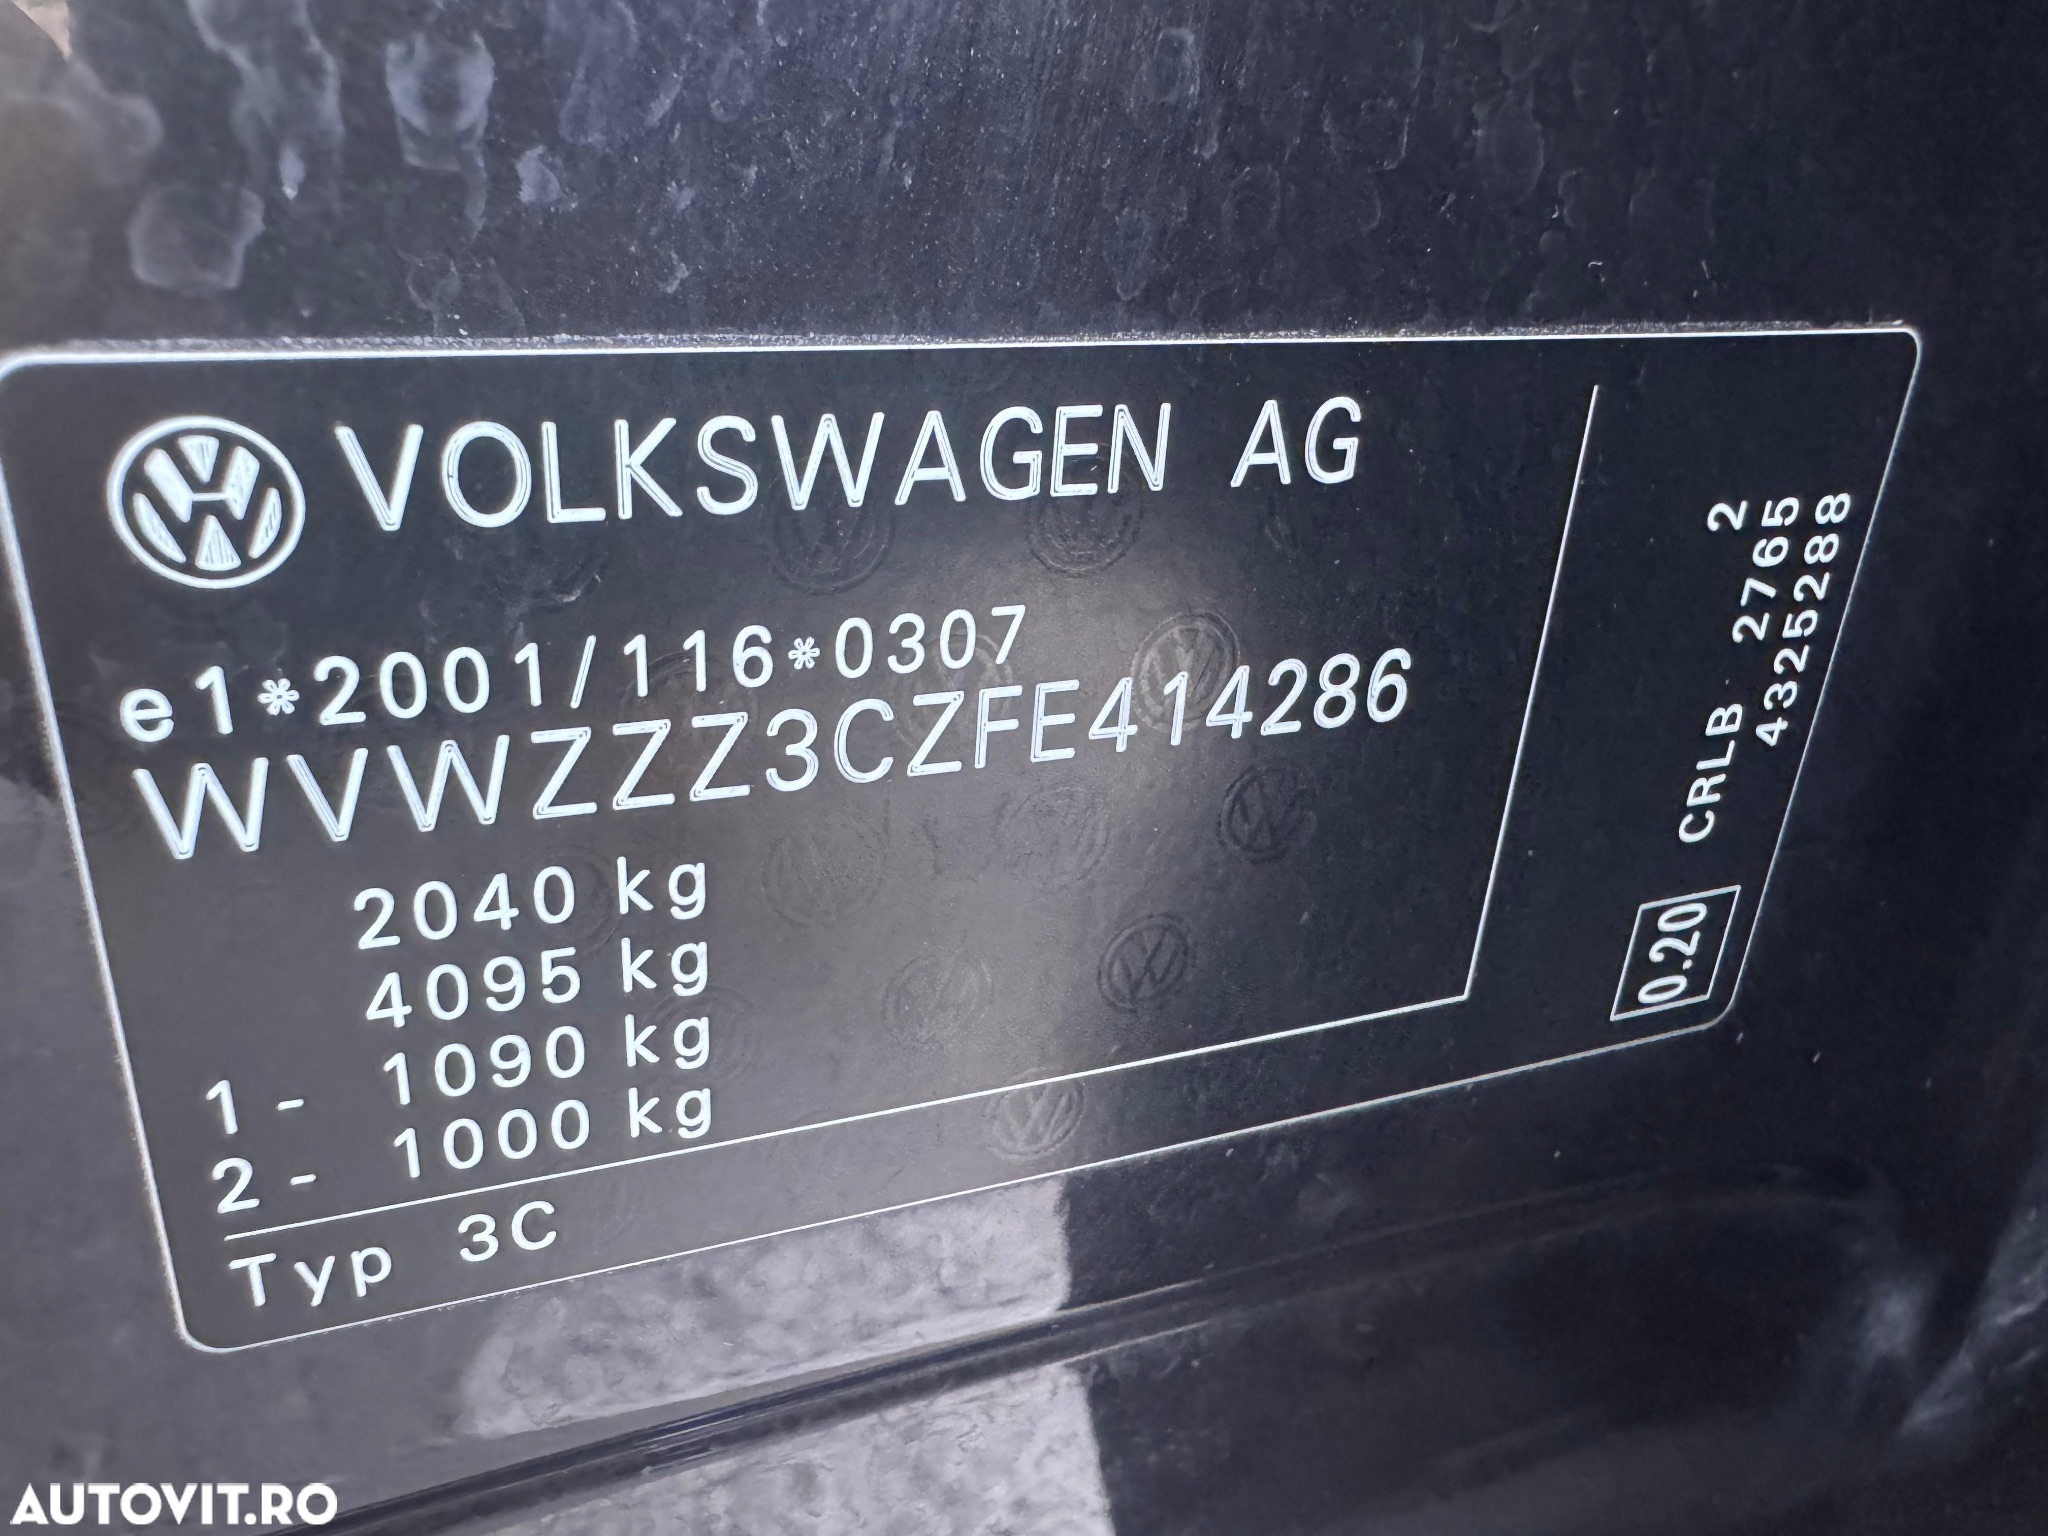 VOLKSWAGEN AG
e1*2001/116*0307
WVWZZZ3CZFE414286
2040 kg
4095 kg
1 - 1090 kg
2 - 1000 kg
Typ 3C
0.20
CRLB 2
2765
4325288
AUTOVIT.RO